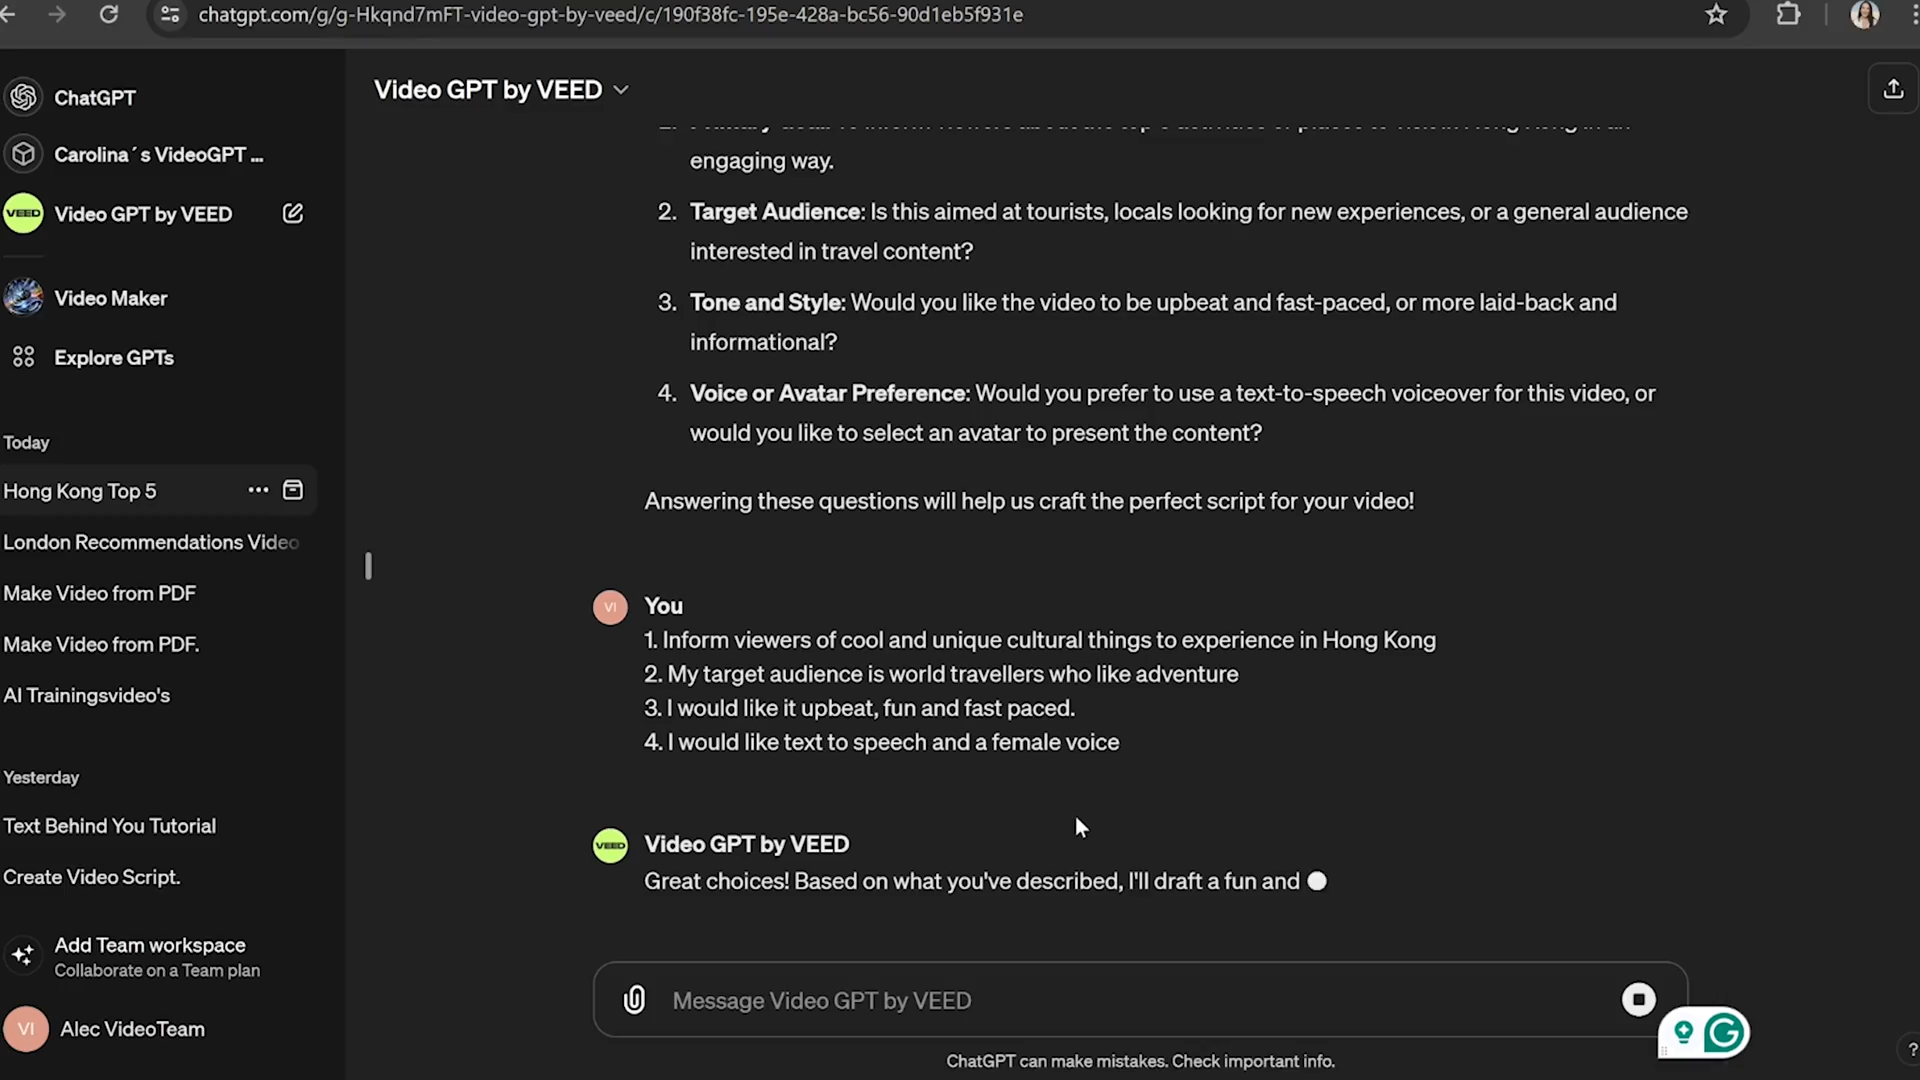 chatgpt.com/g/g-Hkqnd7mFT-video-gpt-by-veed/c/190f38fc-195e-428a-bc56-90d1eb5f931e
ChatGPT
Carolina´s VideoGPT ...
VEED
Video GPT by VEED
Video Maker
Explore GPTs
Today
Hong Kong Top 5
London Recommendations Video
Make Video from PDF
Make Video from PDF.
AI Trainingsvideo's
Yesterday
Text Behind You Tutorial
Create Video Script.
Add Team workspace
Collaborate on a Team plan
VI
Alec VideoTeam
Video GPT by VEED
engaging way.
2. Target Audience: Is this aimed at tourists, locals looking for new experiences, or a general audience
interested in travel content?
3. Tone and Style: Would you like the video to be upbeat and fast-paced, or more laid-back and
informational?
4. Voice or Avatar Preference: Would you prefer to use a text-to-speech voiceover for this video, or
would you like to select an avatar to present the content?
Answering these questions will help us craft the perfect script for your video!
VI
You
1. Inform viewers of cool and unique cultural things to experience in Hong Kong
2. My target audience is world travellers who like adventure
3. I would like it upbeat, fun and fast paced.
4. I would like text to speech and a female voice
VEED
Video GPT by VEED
Great choices! Based on what you've described, I'll draft a fun and
Message Video GPT by VEED
G
ChatGPT can make mistakes. Check important info.
?